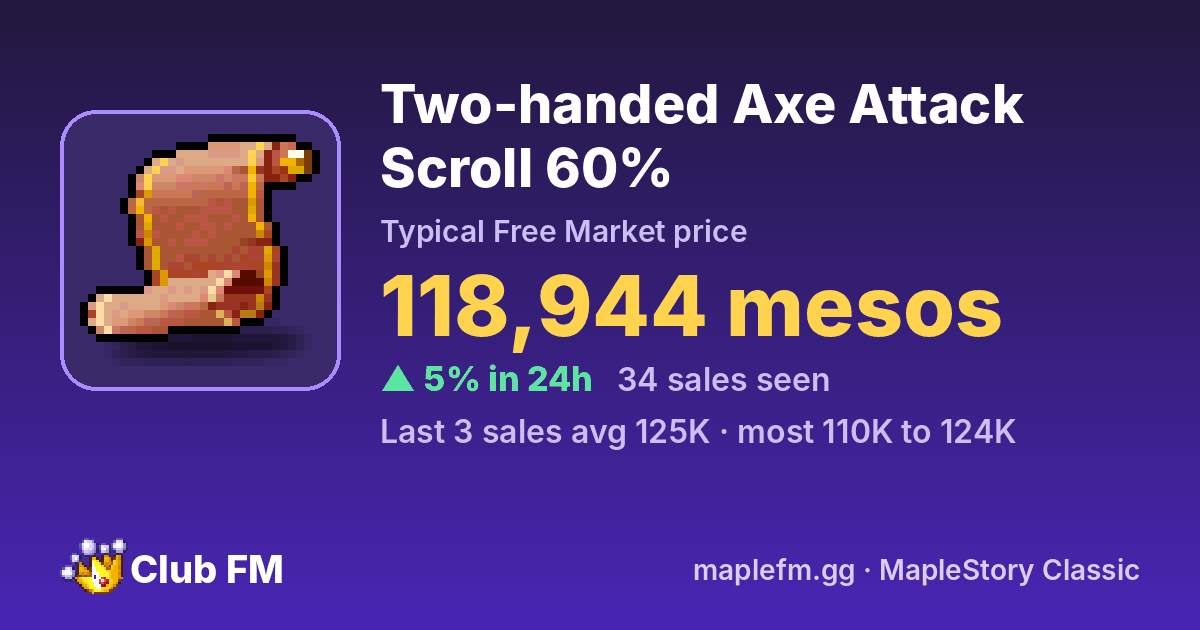 Two-handed Axe Attack
Scroll 60%
Typical Free Market price
118,944 mesos
▲ 5% in 24h 34 sales seen
Last 3 sales avg 125K · most 110K to 124K
Club FM
maplefm.gg · MapleStory Classic